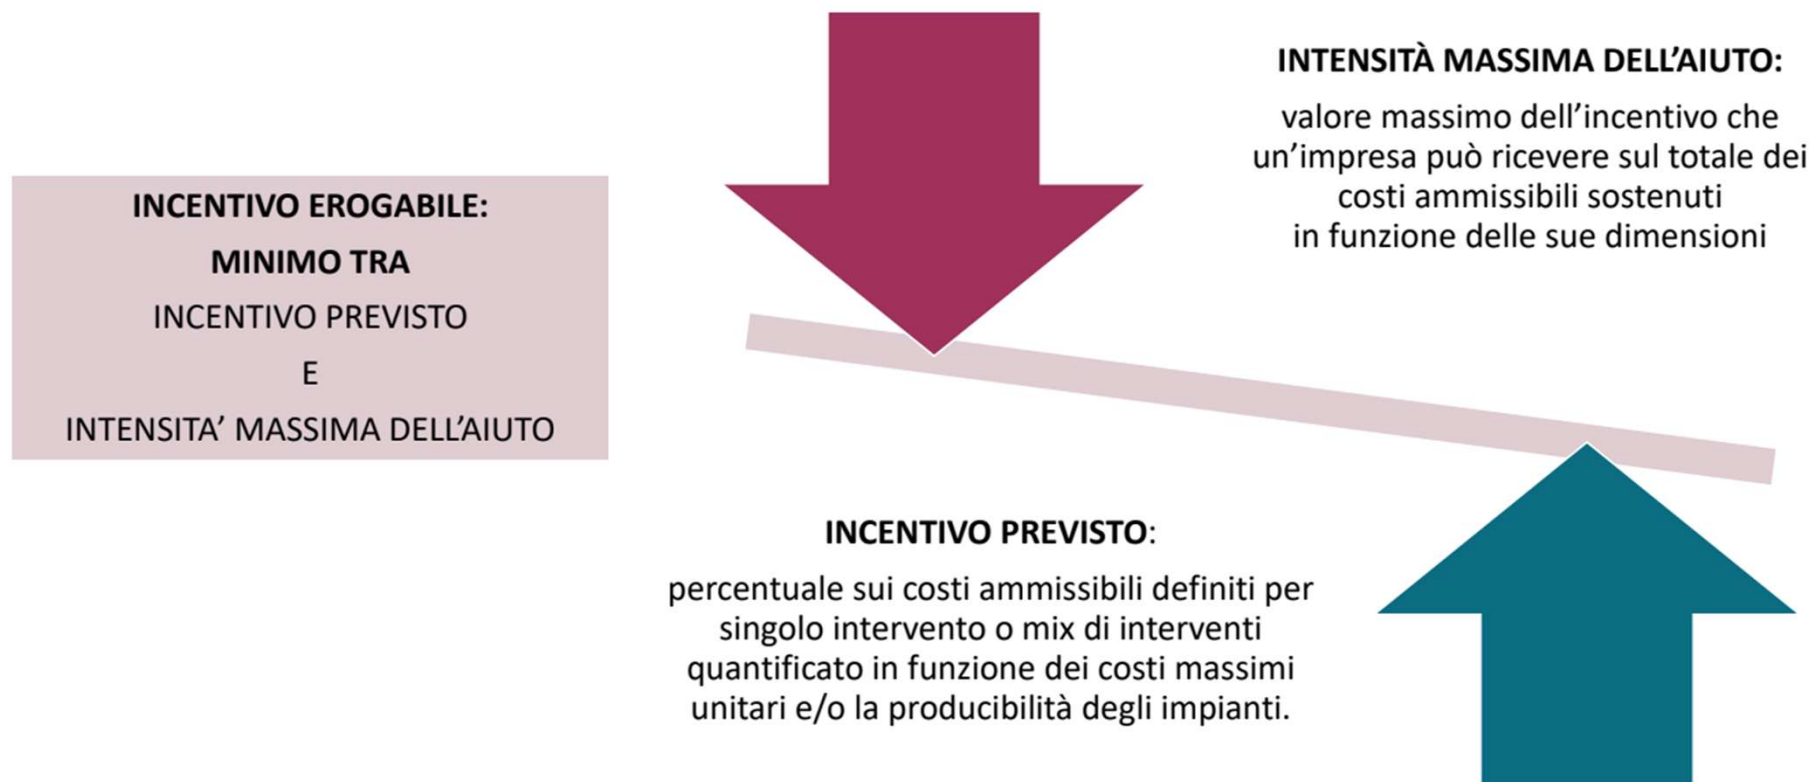 INCENTIVO EROGABILE:
MINIMO TRA
INCENTIVO PREVISTO
E
INTENSITA’ MASSIMA DELL’AIUTO
INTENSITÀ MASSIMA DELL’AIUTO:
valore massimo dell’incentivo che
un’impresa può ricevere sul totale dei
costi ammissibili sostenuti
in funzione delle sue dimensioni
INCENTIVO PREVISTO:
percentuale sui costi ammissibili definiti per
singolo intervento o mix di interventi
quantificato in funzione dei costi massimi
unitari e/o la producibilità degli impianti.